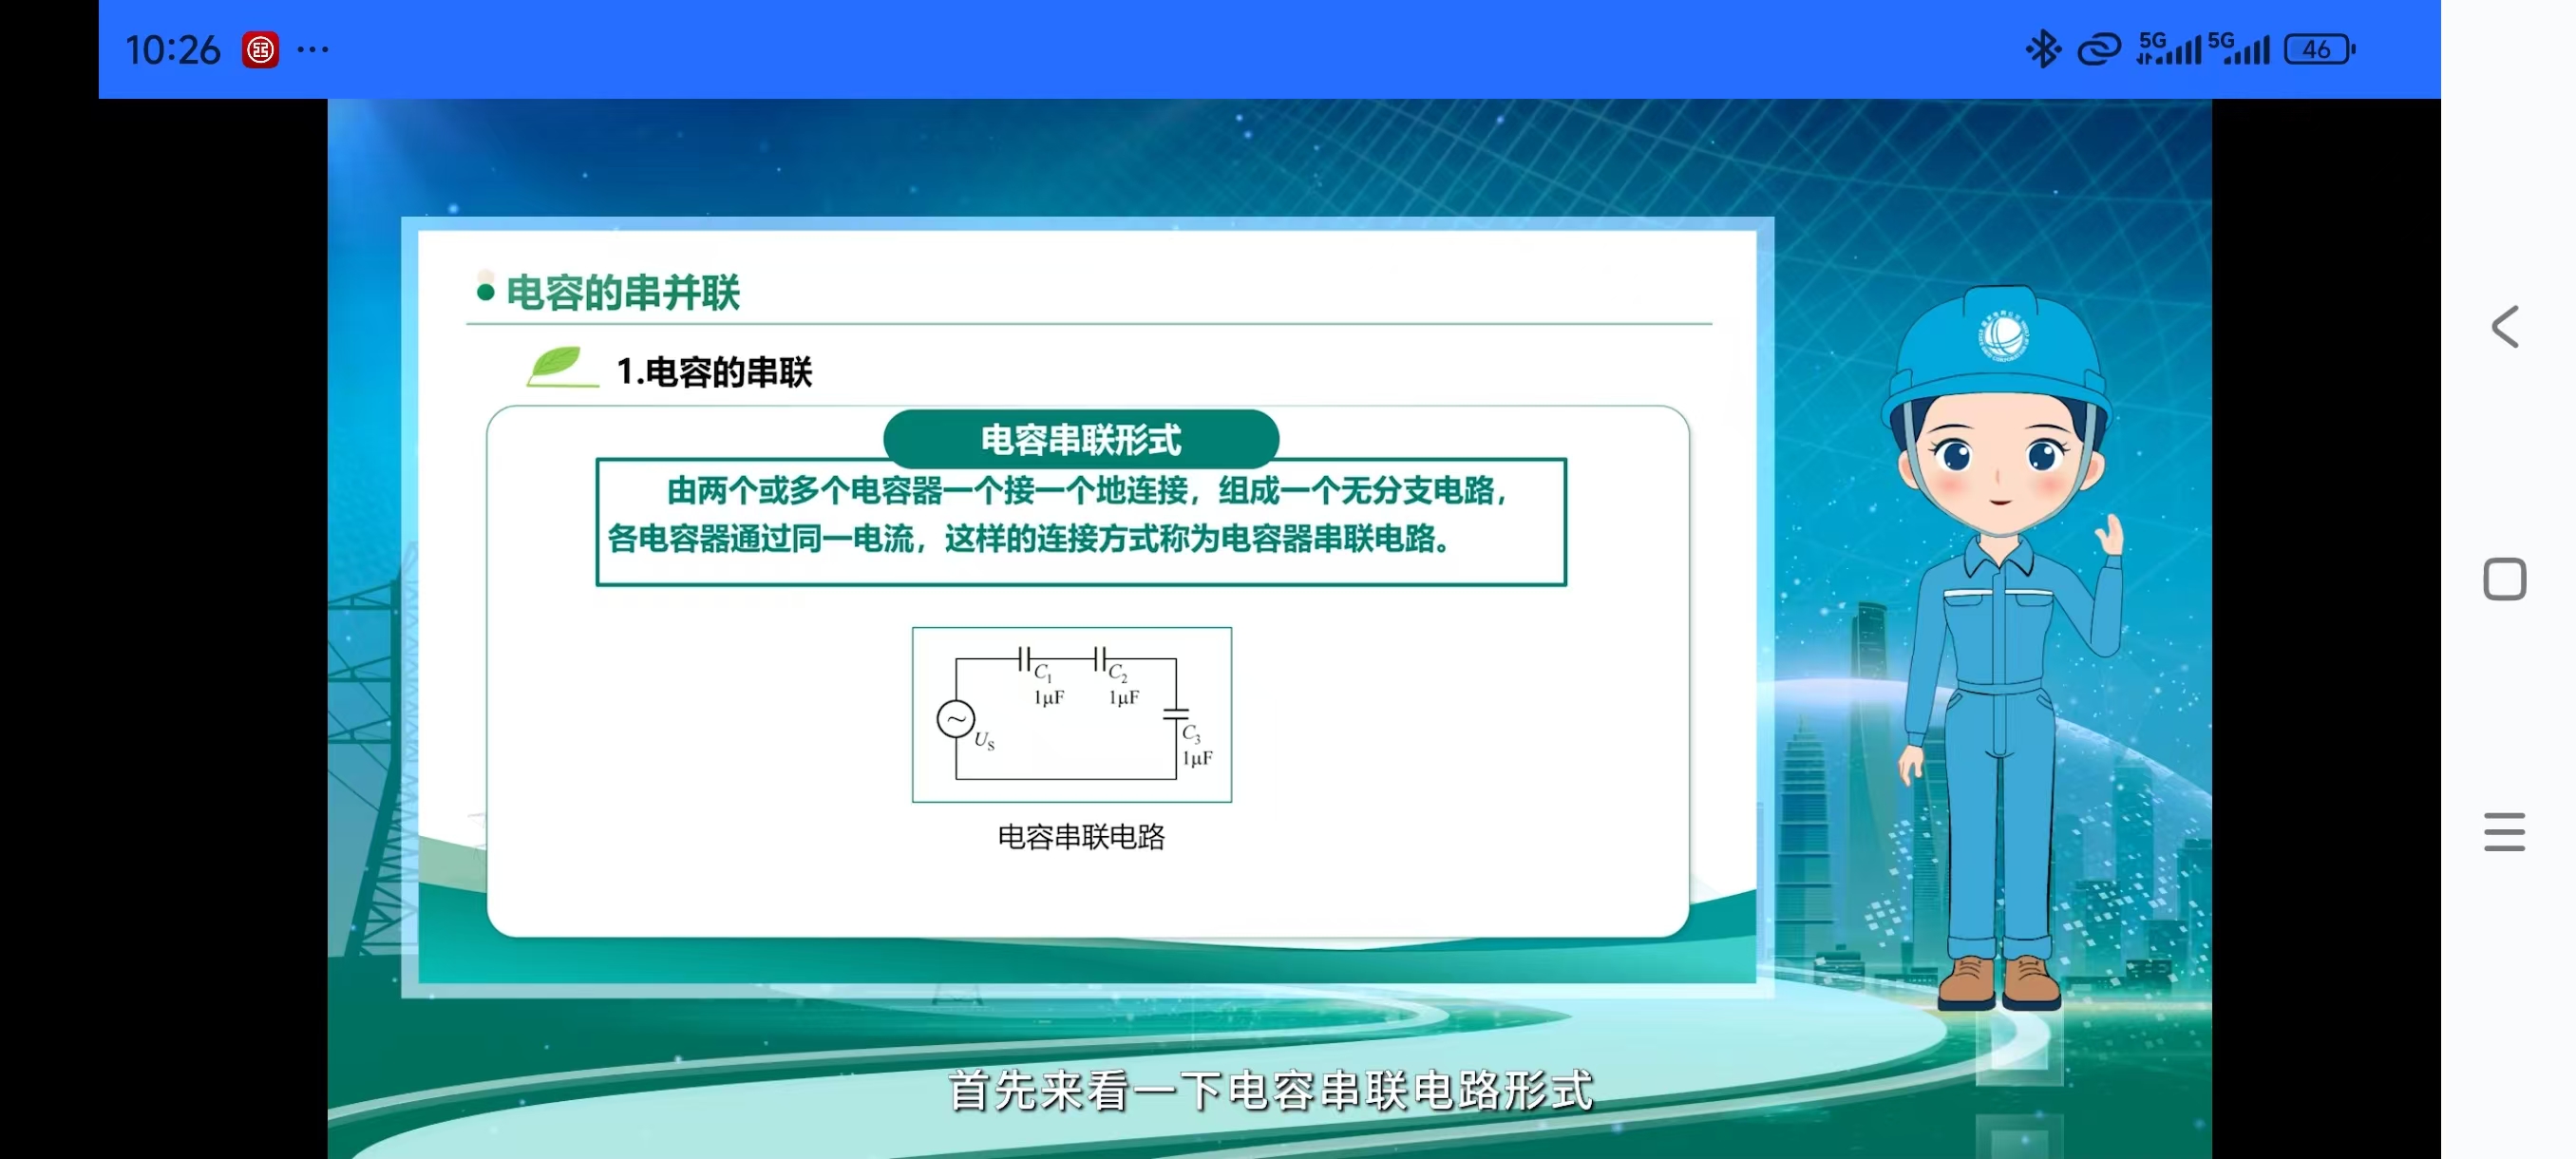 10:26 ··· 5G 5G 46
电容的串并联
1.电容的串联
电容串联形式
由两个或多个电容器一个接一个地连接，组成一个无分支电路，
各电容器通过同一电流，这样的连接方式称为电容器串联电路。
C1 C2
1μF 1μF
US C3
1μF
电容串联电路
首先来看一下电容串联电路形式